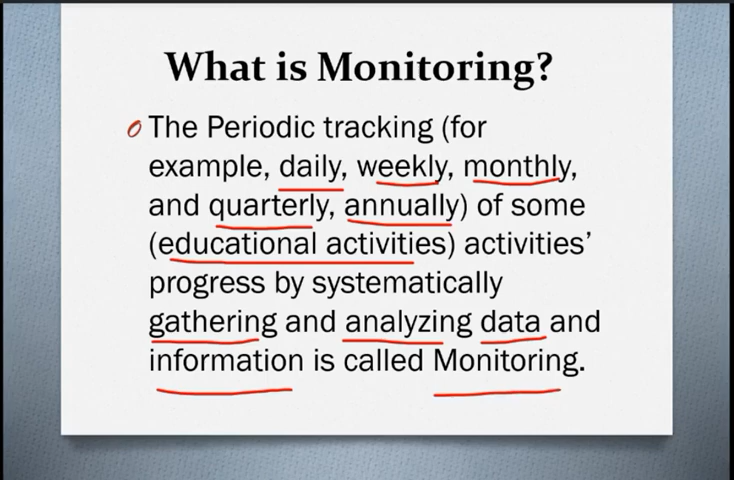 What is Monitoring?
The Periodic tracking (for
example, daily, weekly, monthly,
and quarterly, annually) of some
(educational activities) activities’
progress by systematically
gathering and analyzing data and
information is called Monitoring.